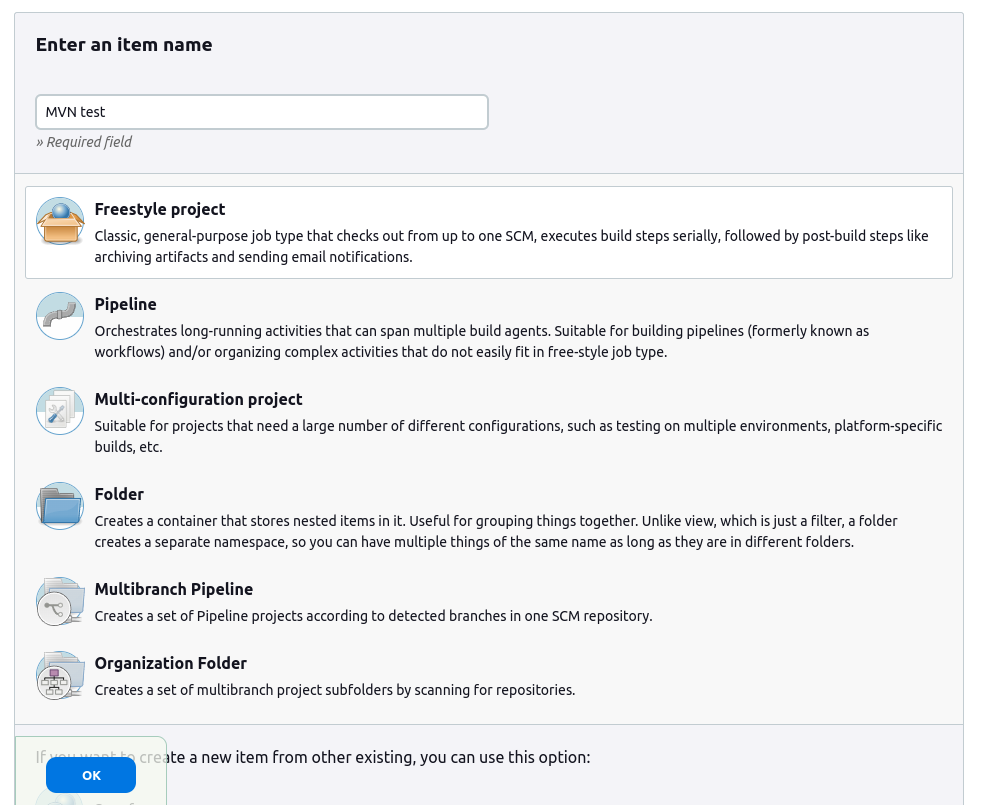 Enter an item name
MVN test
» Required field
Freestyle project
Classic, general-purpose job type that checks out from up to one SCM, executes build steps serially, followed by post-build steps like
archiving artifacts and sending email notifications.
Pipeline
Orchestrates long-running activities that can span multiple build agents. Suitable for building pipelines (formerly known as
workflows) and/or organizing complex activities that do not easily fit in free-style job type.
Multi-configuration project
Suitable for projects that need a large number of different configurations, such as testing on multiple environments, platform-specific
builds, etc.
Folder
Creates a container that stores nested items in it. Useful for grouping things together. Unlike view, which is just a filter, a folder
creates a separate namespace, so you can have multiple things of the same name as long as they are in different folders.
Multibranch Pipeline
Creates a set of Pipeline projects according to detected branches in one SCM repository.
Organization Folder
Creates a set of multibranch project subfolders by scanning for repositories.
If you want to create a new item from other existing, you can use this option:
OK